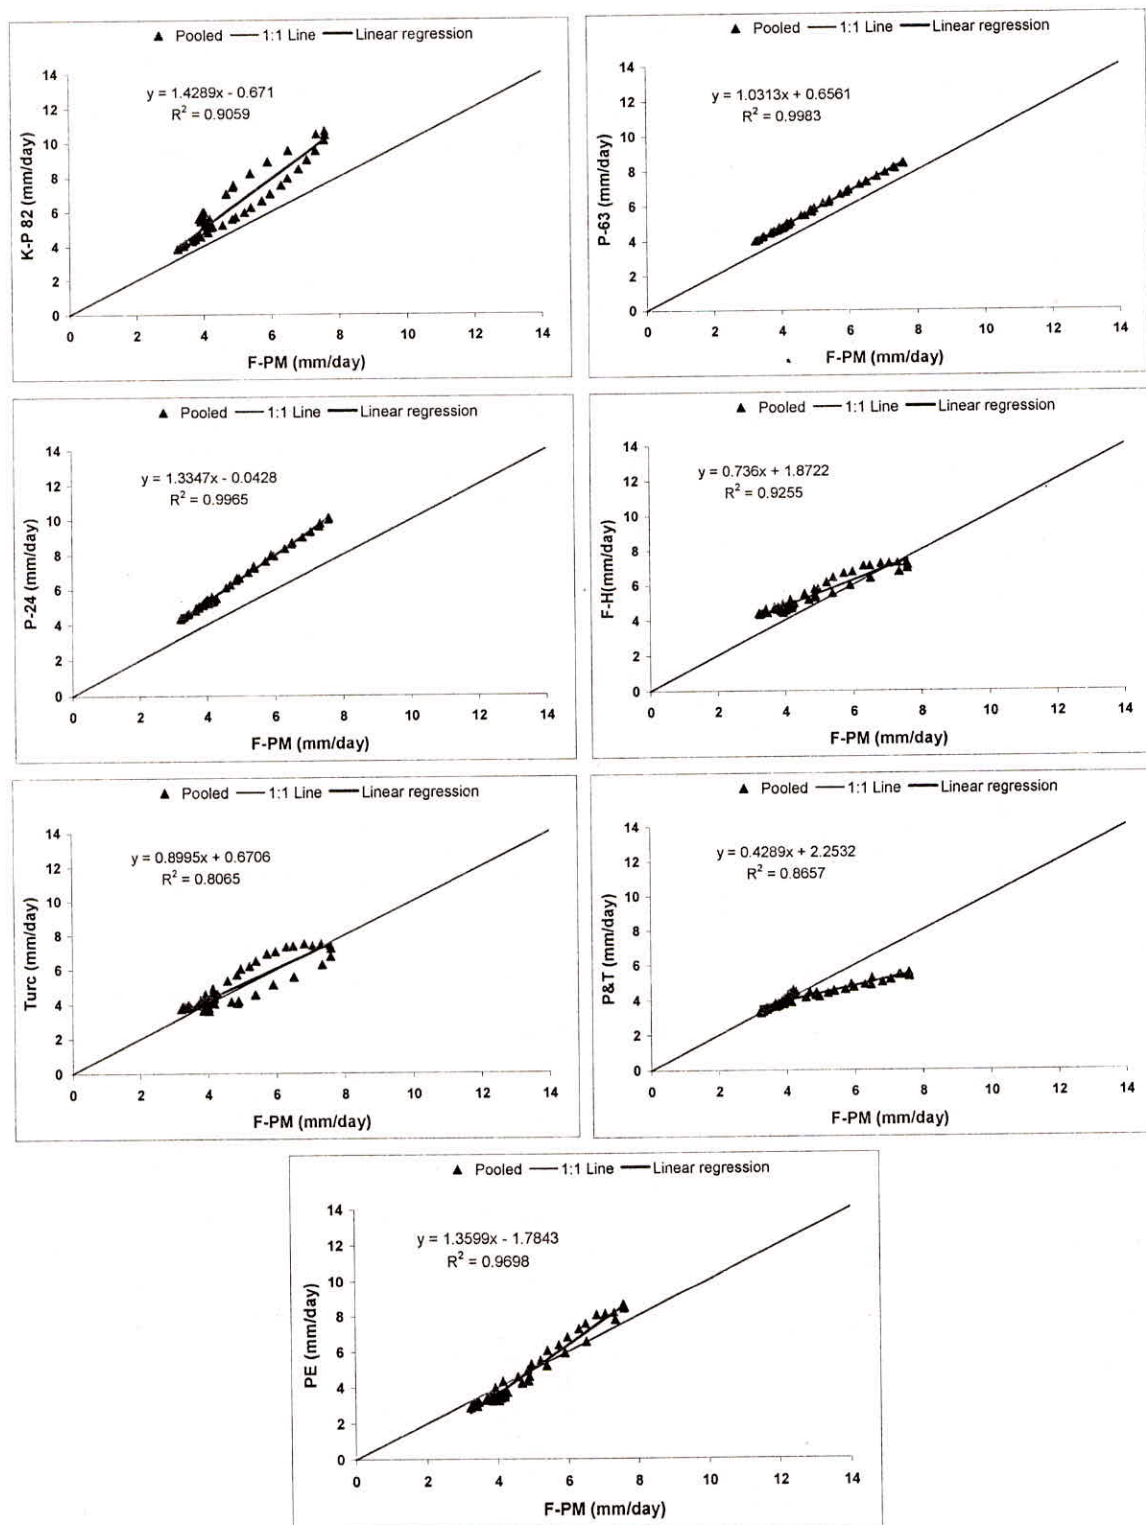 Pooled 1:1 Line Linear regression
y = 1.4289x - 0.671
R² = 0.9059
K-P 82 (mm/day)
14
12
10
8
6
4
2
0
0 2 4 6 8 10 12 14
F-PM (mm/day)
Pooled 1:1 Line Linear regression
y = 1.0313x + 0.6561
R² = 0.9983
P-63 (mm/day)
14
12
10
8
6
4
2
0
0 2 4 6 8 10 12 14
F-PM (mm/day)
Pooled 1:1 Line Linear regression
y = 1.3347x - 0.0428
R² = 0.9965
P-24 (mm/day)
14
12
10
8
6
4
2
0
0 2 4 6 8 10 12 14
F-PM (mm/day)
Pooled 1:1 Line Linear regression
y = 0.736x + 1.8722
R² = 0.9255
F-H(mm/day)
14
12
10
8
6
4
2
0
0 2 4 6 8 10 12 14
F-PM (mm/day)
Pooled 1:1 Line Linear regression
y = 0.8995x + 0.6706
R² = 0.8065
Turc (mm/day)
14
12
10
8
6
4
2
0
0 2 4 6 8 10 12 14
F-PM (mm/day)
Pooled 1:1 Line Linear regression
y = 0.4289x + 2.2532
R² = 0.8657
P&T (mm/day)
14
12
10
8
6
4
2
0
0 2 4 6 8 10 12 14
F-PM (mm/day)
Pooled 1:1 Line Linear regression
y = 1.3599x - 1.7843
R² = 0.9698
PE (mm/day)
14
12
10
8
6
4
2
0
0 2 4 6 8 10 12 14
F-PM (mm/day)